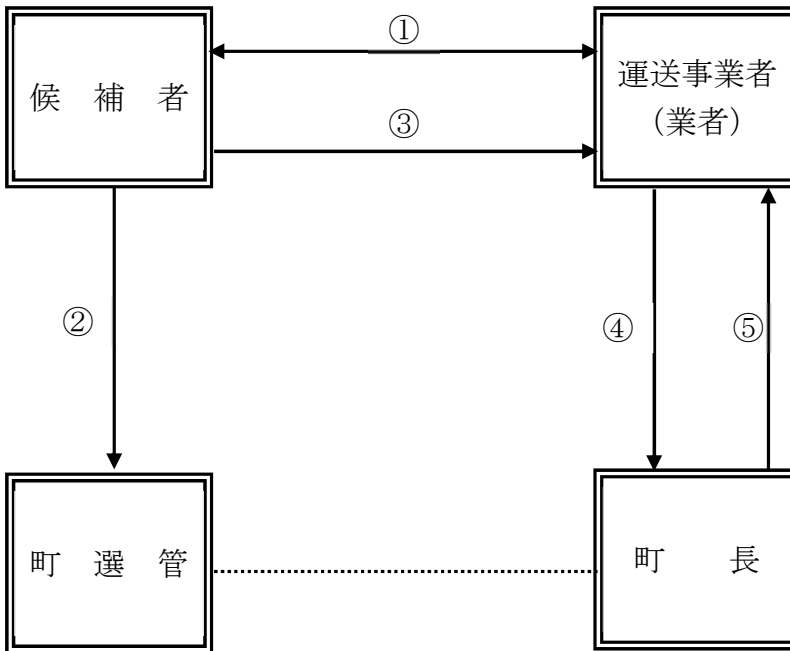 ①
候　補　者
運送事業者
（業者）
③
②
④
⑤
町　選　管
町　　長